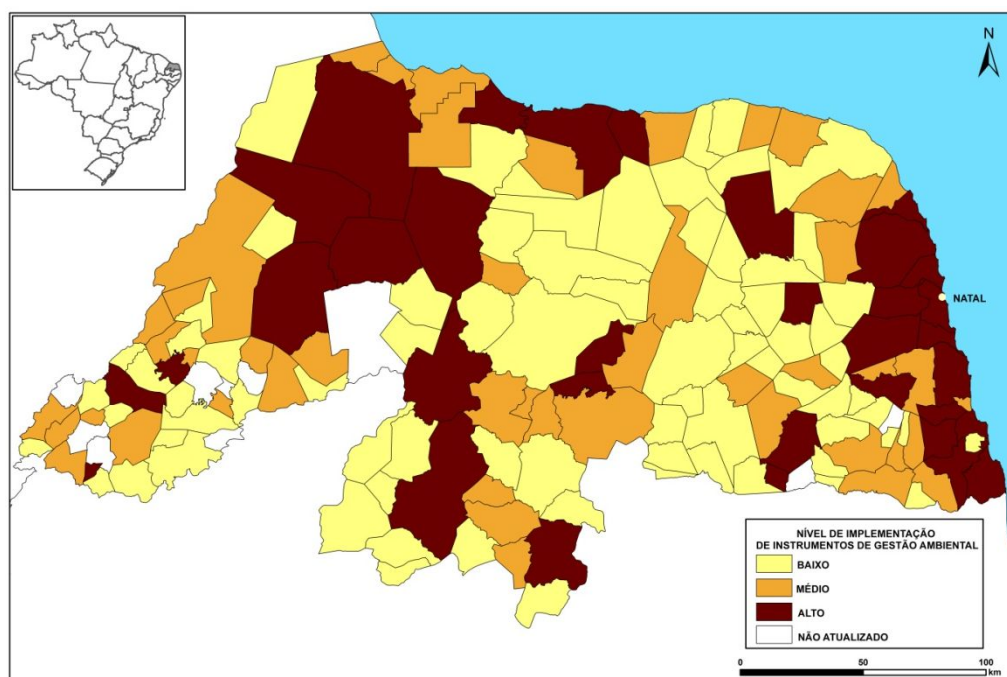 N
NATAL
NÍVEL DE IMPLEMENTAÇÃO
DE INSTRUMENTOS DE GESTÃO AMBIENTAL
BAIXO
MÉDIO
ALTO
NÃO ATUALIZADO
0 50 100
km